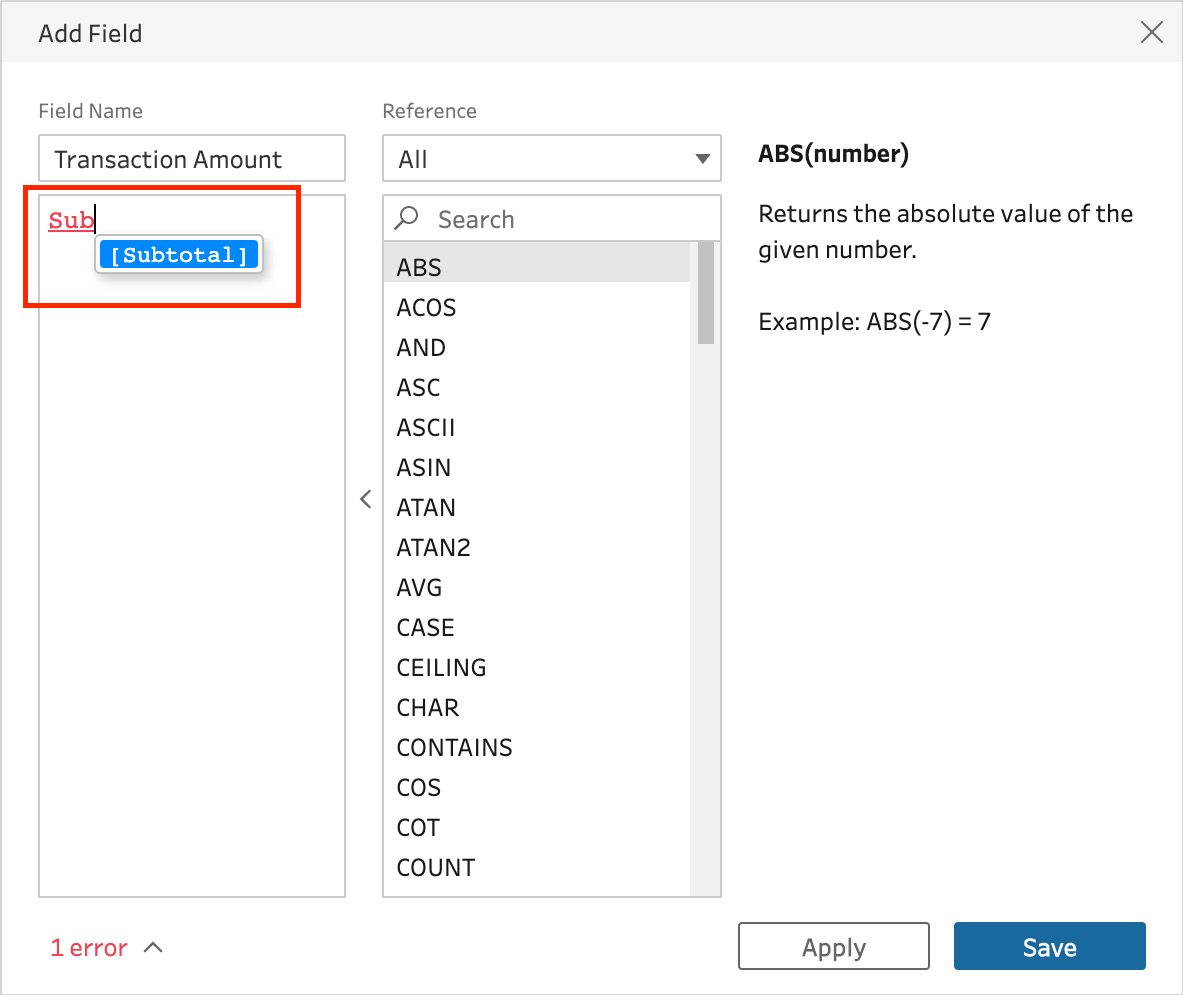 Add Field
Field Name
Transaction Amount
Sub
[Subtotal]
Reference
All
Search
ABS
ACOS
AND
ASC
ASCII
ASIN
ATAN
ATAN2
AVG
CASE
CEILING
CHAR
CONTAINS
COS
COT
COUNT
ABS(number)
Returns the absolute value of the
given number.
Example: ABS(-7) = 7
1 error
Apply
Save